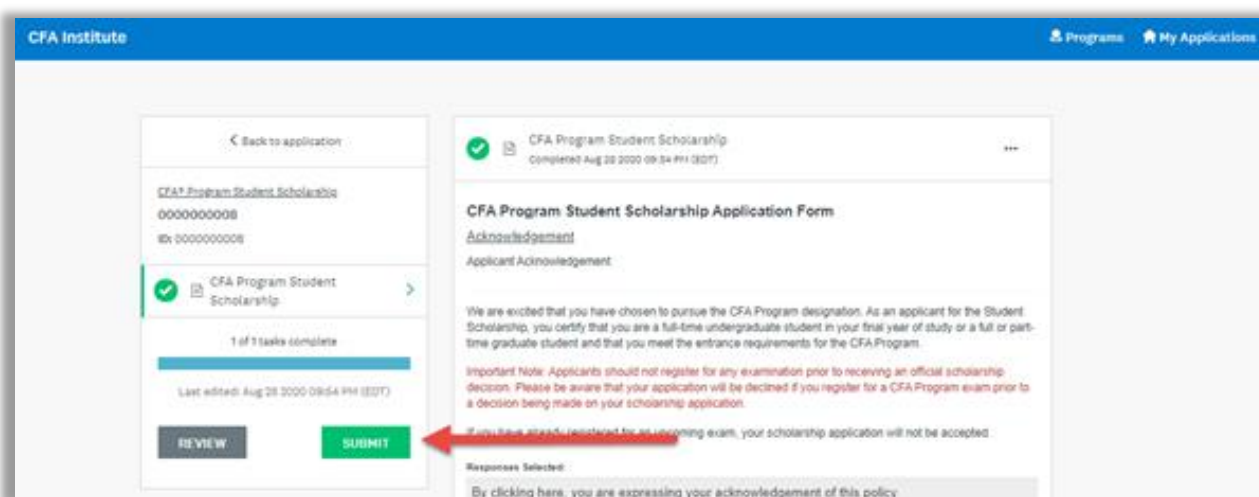 CFA Institute
Programs
My Applications
Back to application
CFA® Program Student Scholarship
0000000008
ID: 0000000008
CFA Program Student
Scholarship
1 of 1 tasks complete
Last edited: Aug 28 2020 09:54 PM (EDT)
REVIEW
SUBMIT
CFA Program Student Scholarship
Completed Aug 28 2020 09:54 PM (EDT)
...
CFA Program Student Scholarship Application Form
Acknowledgement
Applicant Acknowledgement
We are excited that you have chosen to pursue the CFA Program designation. As an applicant for the Student
Scholarship, you certify that you are a full-time undergraduate student in your final year of study or a full or part-
time graduate student and that you meet the entrance requirements for the CFA Program.
Important Note: Applicants should not register for any examination prior to receiving an official scholarship
decision. Please be aware that your application will be declined if you register for a CFA Program exam prior to
a decision being made on your scholarship application.
If you have already registered for an upcoming exam, your scholarship application will not be accepted.
Responses Selected:
By clicking here, you are expressing your acknowledgement of this policy